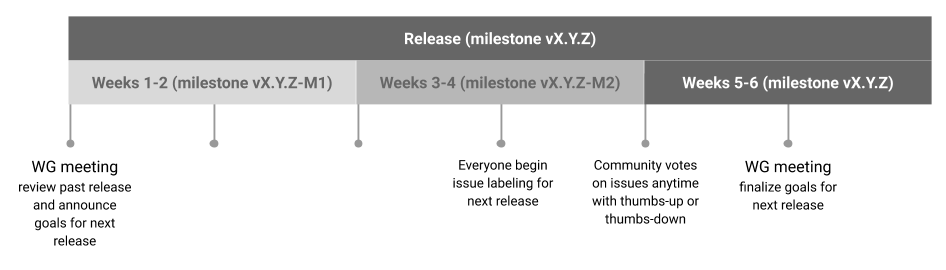 Release (milestone vX.Y.Z)
Weeks 1-2 (milestone vX.Y.Z-M1)
Weeks 3-4 (milestone vX.Y.Z-M2)
Weeks 5-6 (milestone vX.Y.Z)
WG meeting
review past release
and announce
goals for next
release
Everyone begin
issue labeling for
next release
Community votes
on issues anytime
with thumbs-up or
thumbs-down
WG meeting
finalize goals for
next release